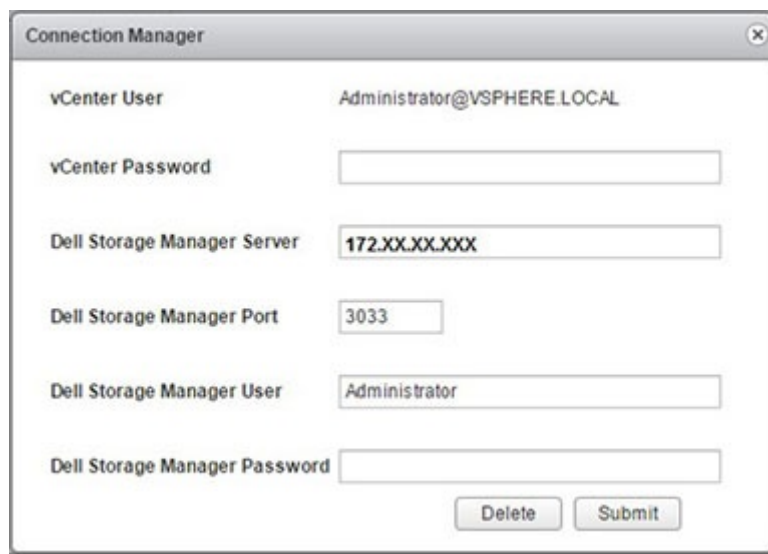 Connection Manager
vCenter User Administrator@VSPHERE.LOCAL
vCenter Password
Dell Storage Manager Server 172.XX.XX.XXX
Dell Storage Manager Port 3033
Dell Storage Manager User Administrator
Dell Storage Manager Password
Delete Submit